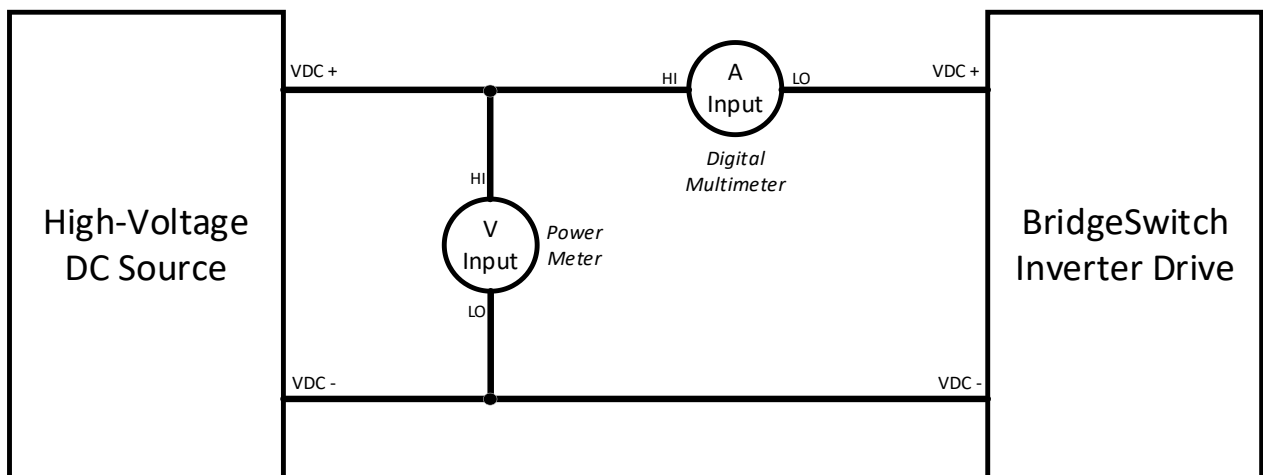 VDC +
HI
A
Input
LO
VDC +
Digital
Multimeter
HI
High-Voltage
DC Source
V
Input
Power
Meter
BridgeSwitch
Inverter Drive
LO
VDC -
VDC -